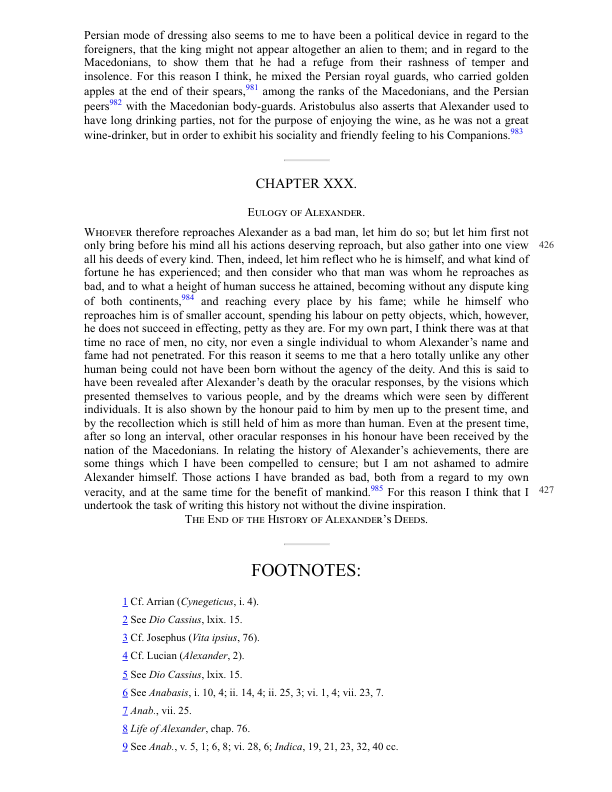 Persian mode of dressing also seems to me to have been a political device in regard to the
foreigners, that the king might not appear altogether an alien to them; and in regard to the
Macedonians, to show them that he had a refuge from their rashness of temper and
insolence. For this reason I think, he mixed the Persian royal guards, who carried golden
apples at the end of their spears,981 among the ranks of the Macedonians, and the Persian
peers982 with the Macedonian body-guards. Aristobulus also asserts that Alexander used to
have long drinking parties, not for the purpose of enjoying the wine, as he was not a great
wine-drinker, but in order to exhibit his sociality and friendly feeling to his Companions.983
CHAPTER XXX.
Eulogy of Alexander.
Whoever therefore reproaches Alexander as a bad man, let him do so; but let him first not
only bring before his mind all his actions deserving reproach, but also gather into one view 426
all his deeds of every kind. Then, indeed, let him reflect who he is himself, and what kind of
fortune he has experienced; and then consider who that man was whom he reproaches as
bad, and to what a height of human success he attained, becoming without any dispute king
of both continents,984 and reaching every place by his fame; while he himself who
reproaches him is of smaller account, spending his labour on petty objects, which, however,
he does not succeed in effecting, petty as they are. For my own part, I think there was at that
time no race of men, no city, nor even a single individual to whom Alexander’s name and
fame had not penetrated. For this reason it seems to me that a hero totally unlike any other
human being could not have been born without the agency of the deity. And this is said to
have been revealed after Alexander’s death by the oracular responses, by the visions which
presented themselves to various people, and by the dreams which were seen by different
individuals. It is also shown by the honour paid to him by men up to the present time, and
by the recollection which is still held of him as more than human. Even at the present time,
after so long an interval, other oracular responses in his honour have been received by the
nation of the Macedonians. In relating the history of Alexander’s achievements, there are
some things which I have been compelled to censure; but I am not ashamed to admire
Alexander himself. Those actions I have branded as bad, both from a regard to my own
veracity, and at the same time for the benefit of mankind.985 For this reason I think that I 427
undertook the task of writing this history not without the divine inspiration.
The End of the History of Alexander’s Deeds.
FOOTNOTES:
1 Cf. Arrian (Cynegeticus, i. 4).
2 See Dio Cassius, lxix. 15.
3 Cf. Josephus (Vita ipsius, 76).
4 Cf. Lucian (Alexander, 2).
5 See Dio Cassius, lxix. 15.
6 See Anabasis, i. 10, 4; ii. 14, 4; ii. 25, 3; vi. 1, 4; vii. 23, 7.
7 Anab., vii. 25.
8 Life of Alexander, chap. 76.
9 See Anab., v. 5, 1; 6, 8; vi. 28, 6; Indica, 19, 21, 23, 32, 40 cc.